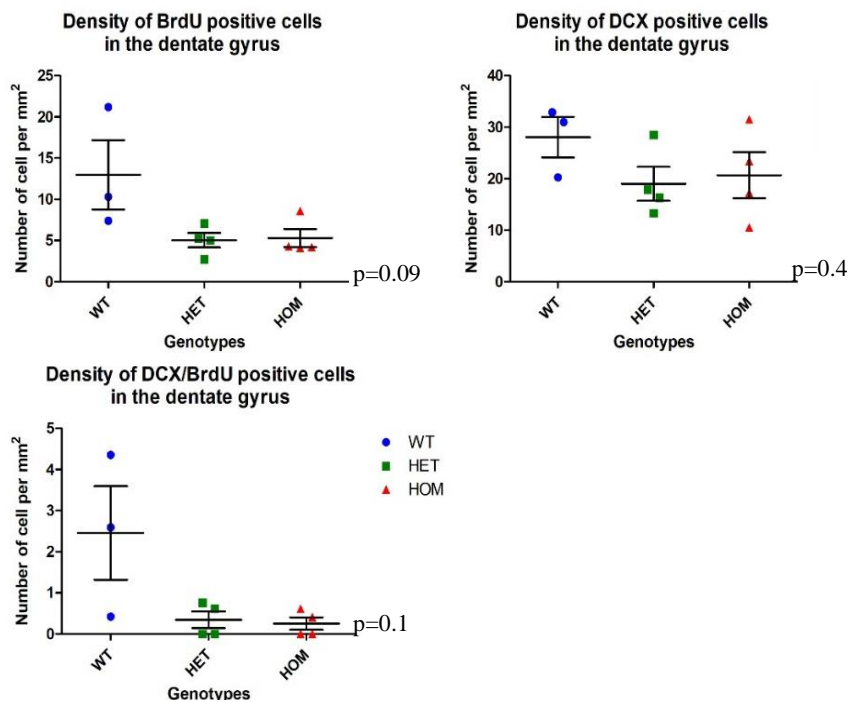 Density of BrdU positive cells
in the dentate gyrus
Number of cell per mm²
25
20
15
10
5
0
WT
HET
HOM
Genotypes
p=0.09
Density of DCX positive cells
in the dentate gyrus
Number of cell per mm²
40
30
20
10
0
WT
HET
HOM
Genotypes
p=0.4
Density of DCX/BrdU positive cells
in the dentate gyrus
Number of cell per mm²
5
4
3
2
1
0
WT
HET
HOM
Genotypes
p=0.1
WT
HET
HOM